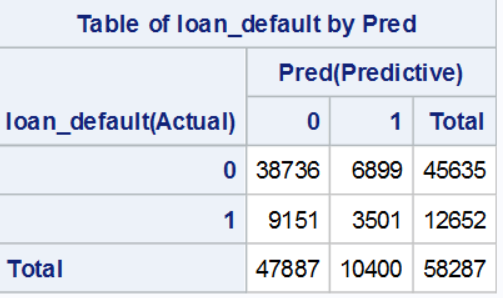 Table of loan_default by Pred
Pred(Predictive)
loan_default(Actual) 0 1 Total
0 38736 6899 45635
1 9151 3501 12652
Total 47887 10400 58287